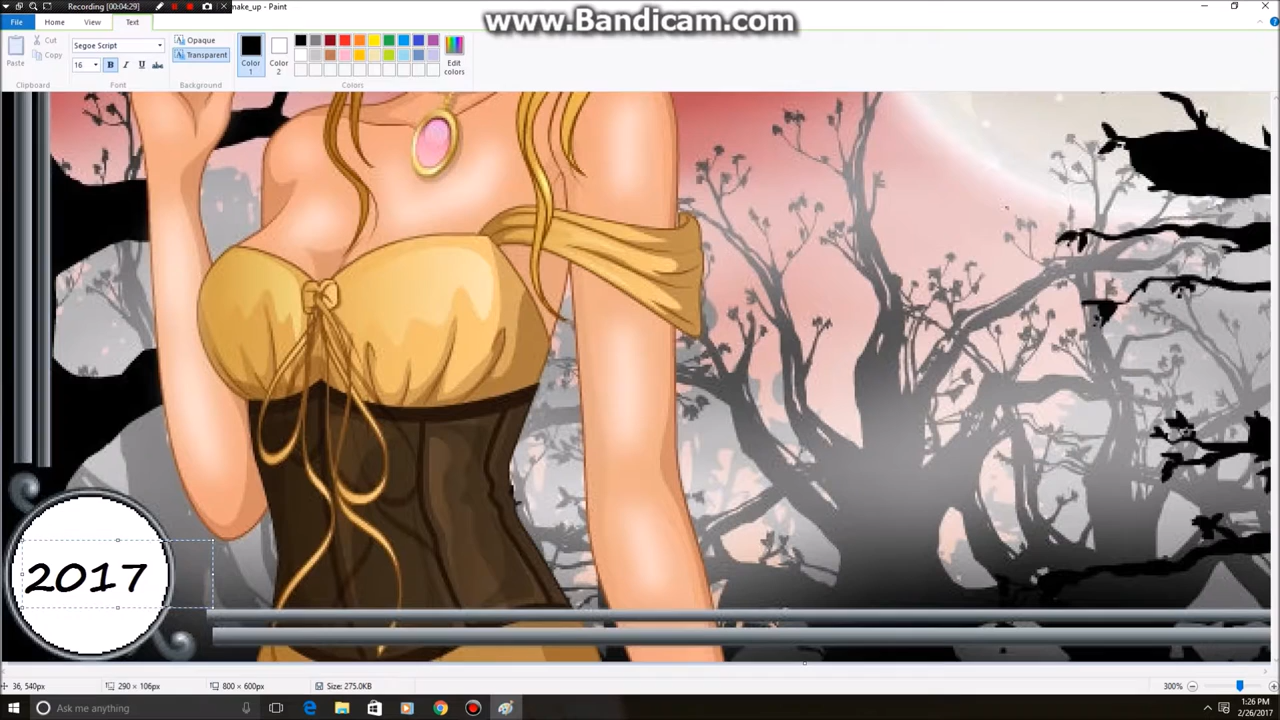 Recording [00:04:29]
make_up - Paint
www.Bandicam.com
File
Home
View
Text
Paste
Cut
Copy
Clipboard
Segoe Script
16
B
I
U
abc
Font
Opaque
Transparent
Background
Color 1
Color 2
Edit colors
Colors
2017
36, 540px
290 × 106px
800 × 600px
Size: 275.0KB
300%
Ask me anything
1:26 PM
2/26/2017